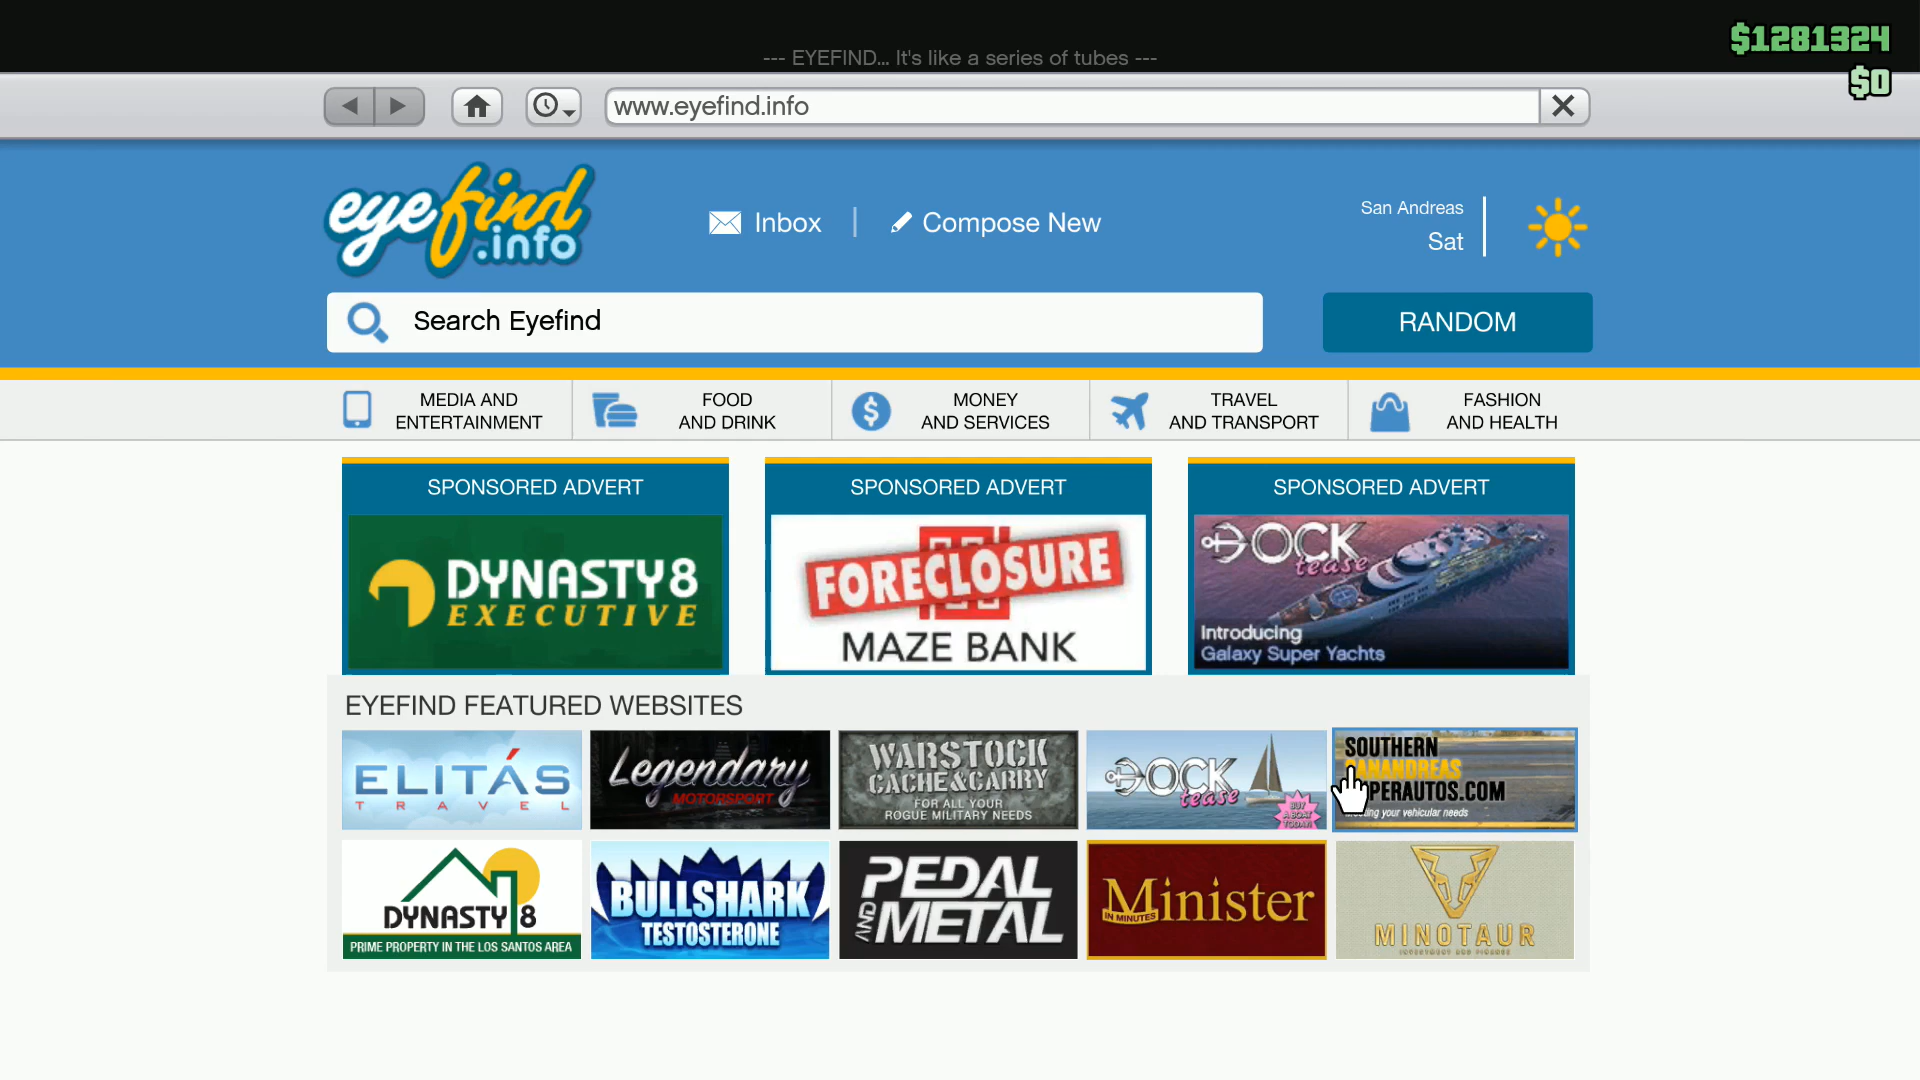 $1281324
--- EYEFIND... It's like a series of tubes ---
$0
www.eyefind.info
eyefind
.info
Inbox
Compose New
San Andreas
Sat
Search Eyefind
RANDOM
MEDIA AND
ENTERTAINMENT
FOOD
AND DRINK
MONEY
AND SERVICES
TRAVEL
AND TRANSPORT
FASHION
AND HEALTH
SPONSORED ADVERT
DYNASTY8
EXECUTIVE
SPONSORED ADVERT
FORECLOSURE
MAZE BANK
SPONSORED ADVERT
DOCK
tease
Introducing
Galaxy Super Yachts
EYEFIND FEATURED WEBSITES
ELITÁS
TRAVEL
Legendary
MOTORSPORT
WARSTOCK
CACHE&CARRY
FOR ALL YOUR
ROGUE MILITARY NEEDS
DOCK
tease
BUY
A BOAT
TODAY!
SOUTHERN
SANANDREAS
SUPERAUTOS.COM
your vehicular needs
DYNASTY 8
PRIME PROPERTY IN THE LOS SANTOS AREA
BULLSHARK
TESTOSTERONE
PEDAL
AND METAL
Minister
IN MINUTES
MINOTAUR
INVESTMENT AND FINANCE